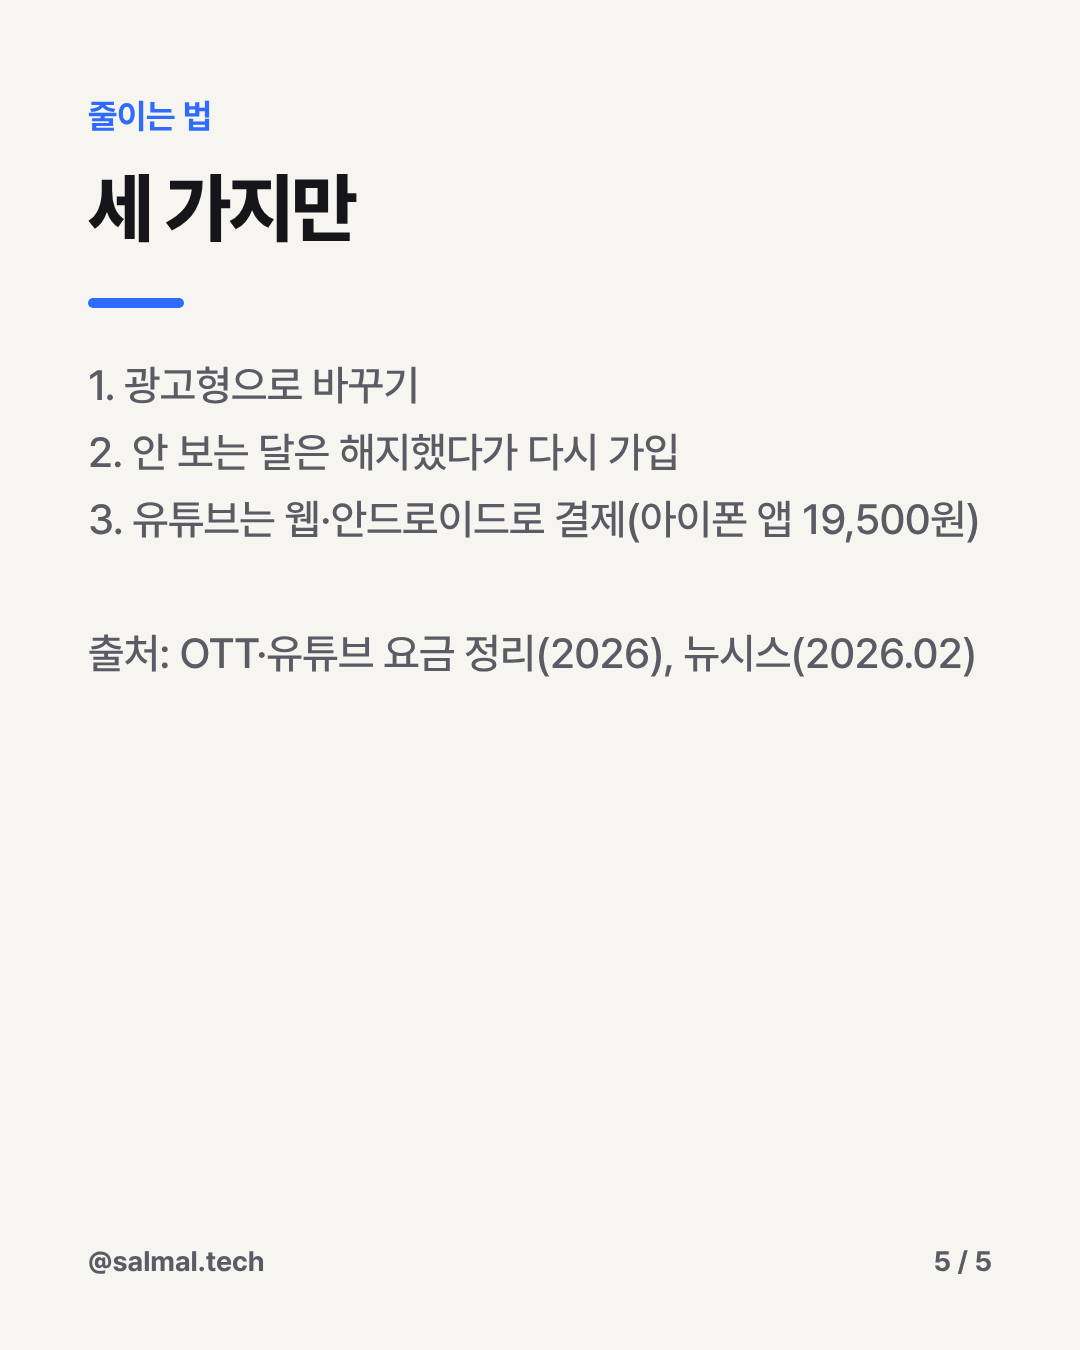 줄이는 법
세 가지만
1. 광고형으로 바꾸기
2. 안 보는 달은 해지했다가 다시 가입
3. 유튜브는 웹·안드로이드로 결제(아이폰 앱 19,500원)
출처: OTT·유튜브 요금 정리(2026), 뉴시스(2026.02)
@salmal.tech
5 / 5